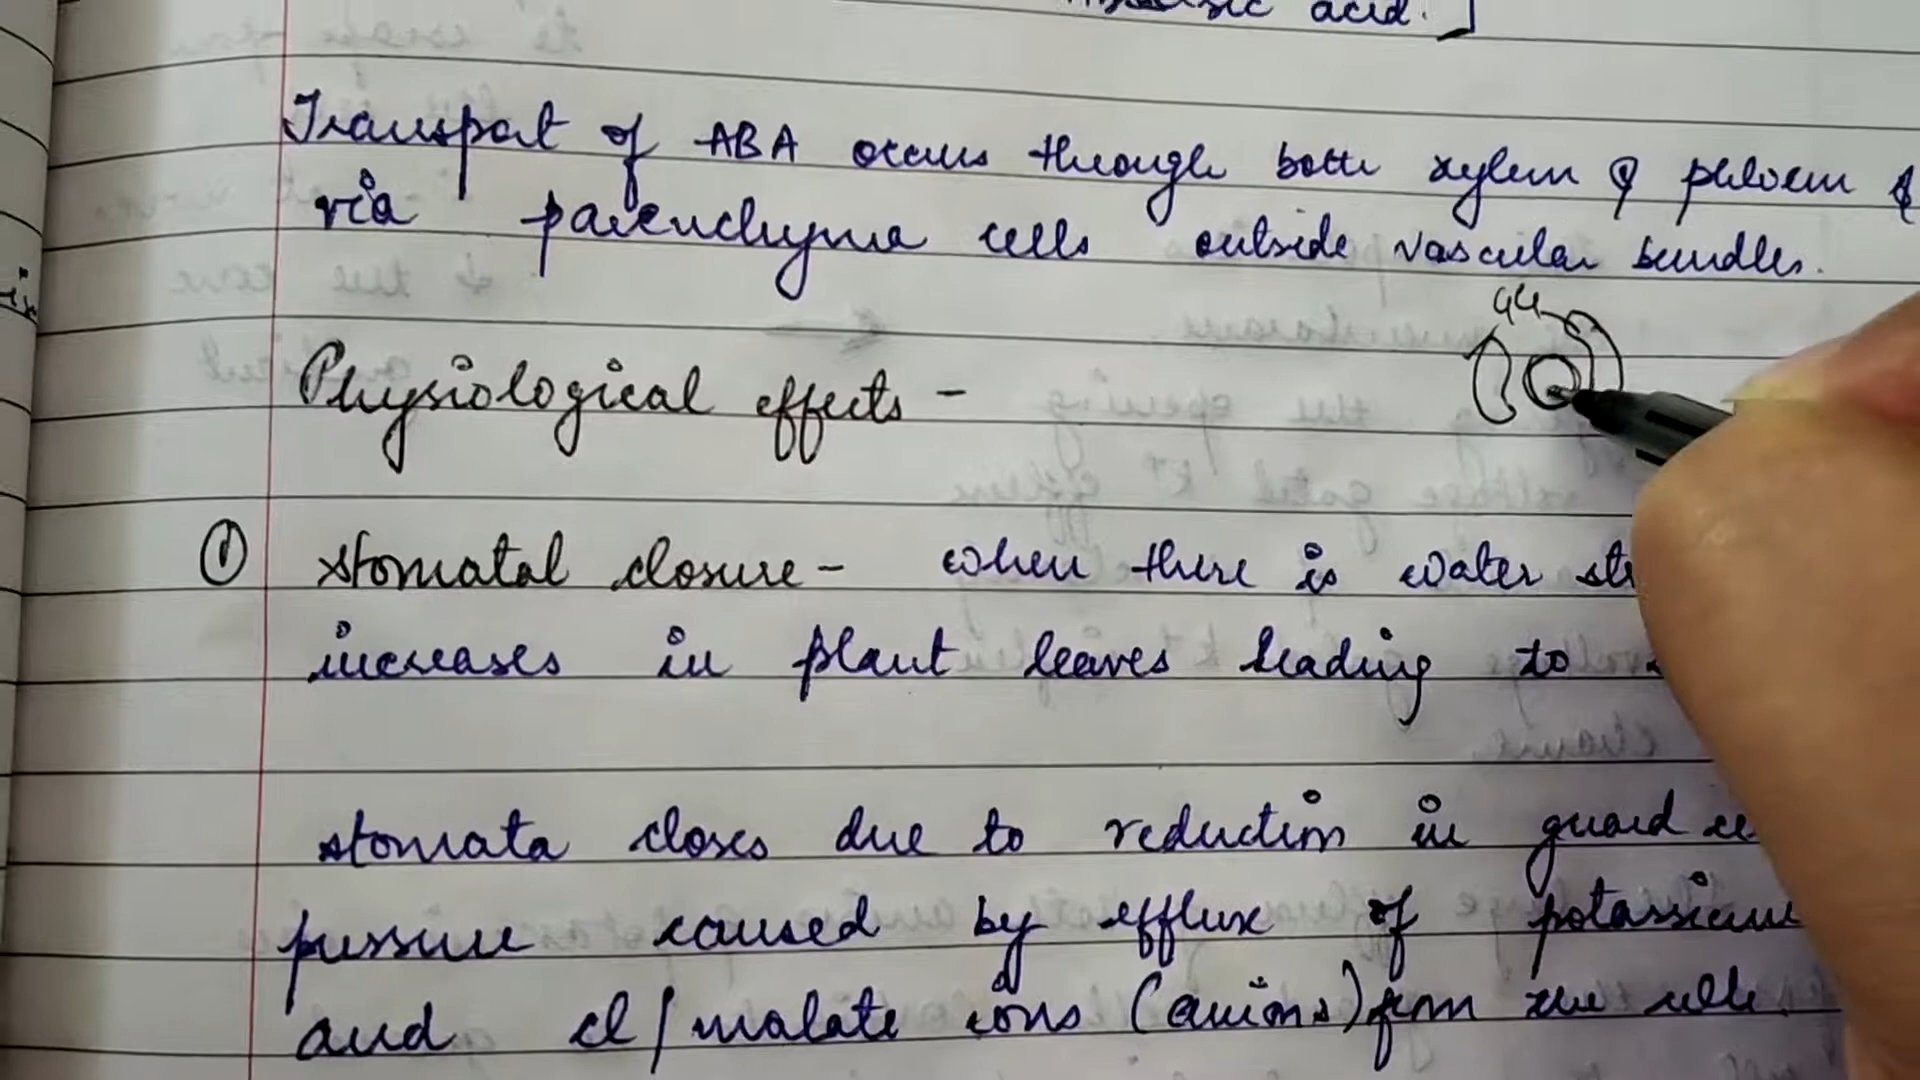 acid.]
Transport of ABA occurs through both xylem & phloem &
via parenchyma cells outside vascular bundles.
Physiological effects -
① stomatal closure - when there is water
increases in plant leaves leading to
stomata closes due to reduction in guard
pressure caused by efflux of potassium
and cl/malate ions (anions) from the cells.